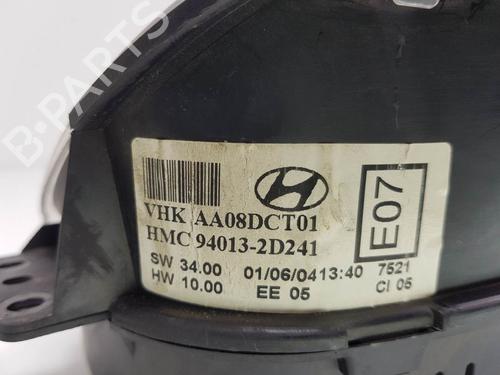 B-PARTS
VHK AA08DCT01
HMC 94013-2D241
SW 34.00 01/06/0413:40 7521
HW 10.00 EE 05 CI 05
E07